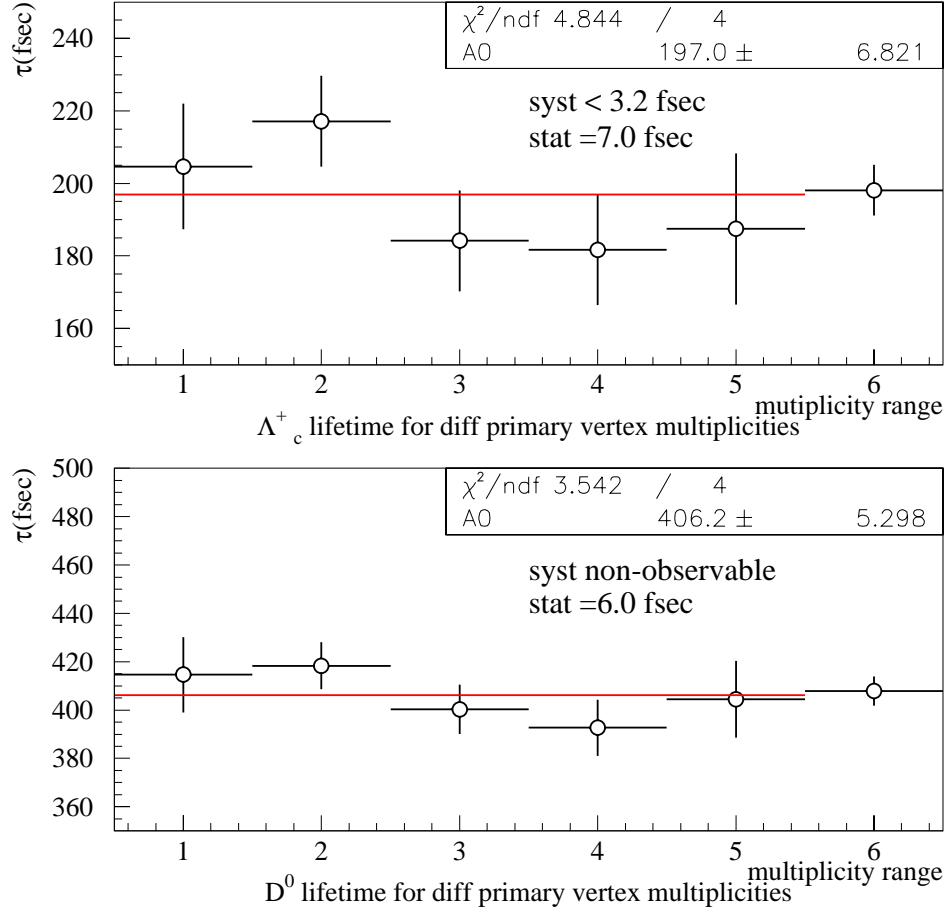 χ²/ndf 4.844 / 4
A0 197.0 ± 6.821
τ(fsec)
240
220
200
180
160
syst < 3.2 fsec
stat =7.0 fsec
1 2 3 4 5 6
mutiplicity range
Λ⁺c lifetime for diff primary vertex multiplicities
χ²/ndf 3.542 / 4
A0 406.2 ± 5.298
τ(fsec)
500
480
460
440
420
400
380
360
syst non-observable
stat =6.0 fsec
1 2 3 4 5 6
multiplicity range
D⁰ lifetime for diff primary vertex multiplicities